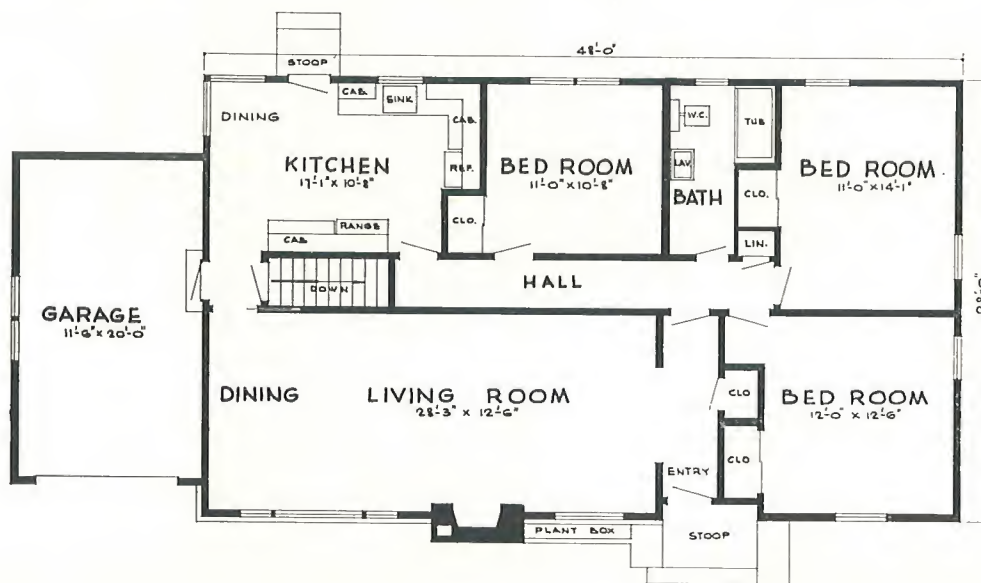 48'-0"
STOOP
CAB.
SINK
CAB.
W.C.
TUB
DINING
KITCHEN
17'-1" x 10'-8"
REF.
BED ROOM
11'-0" x 10'-8"
LAV.
BATH
BED ROOM
11'-0" x 14'-1"
CLO.
CLO.
RANGE
CAB.
LIN.
HALL
DOWN
28'-0"
GARAGE
11'-6" x 20'-0"
DINING
LIVING ROOM
28'-3" x 12'-6"
CLO
BED ROOM
12'-0" x 12'-6"
CLO
ENTRY
PLANT BOX
STOOP